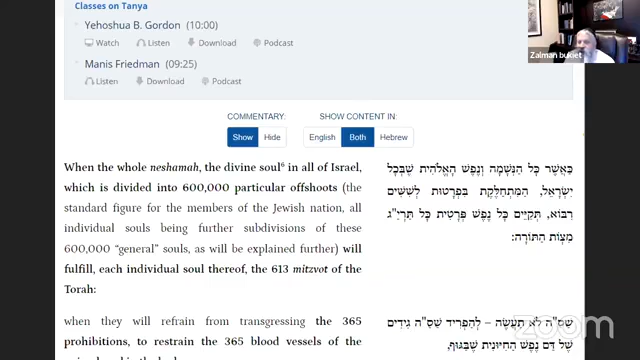 Classes on Tanya
Yehoshua B. Gordon (10:00)
Watch Listen Download Podcast
Manis Friedman (09:25)
Listen Download Podcast
Zalman bukiet
COMMENTARY:
Show Hide
SHOW CONTENT IN:
English Both Hebrew
When the whole neshamah, the divine soul⁶ in all of Israel,
which is divided into 600,000 particular offshoots (the
standard figure for the members of the Jewish nation, all
individual souls being further subdivisions of these
600,000 “general” souls, as will be explained further) will
fulfill, each individual soul thereof, the 613 mitzvot of the
Torah:
כַּאֲשֶׁר כָּל הַנְּשָׁמָה וְנֶפֶשׁ הָאֱלֹהִית שֶׁבְּכָל
יִשְׂרָאֵל, הַמִּתְחַלֶּקֶת בִּפְרָטוּת לְשִׁשִּׁים
רִבּוֹא, תְּקַיֵּים כָּל נֶפֶשׁ פְּרָטִית כָּל תַּרְיַ"ג
מִצְוֹת הַתּוֹרָה:
when they will refrain from transgressing the 365
prohibitions, to restrain the 365 blood vessels of the
שַׁסַ"ה לֹא תַעֲשֶׂה – לְהַפְרִיד שַׁסַ"ה גִידִים
שֶׁל דַּם נֶפֶשׁ הַחִיּוּנִית שֶׁבַּגּוּף,
zoom